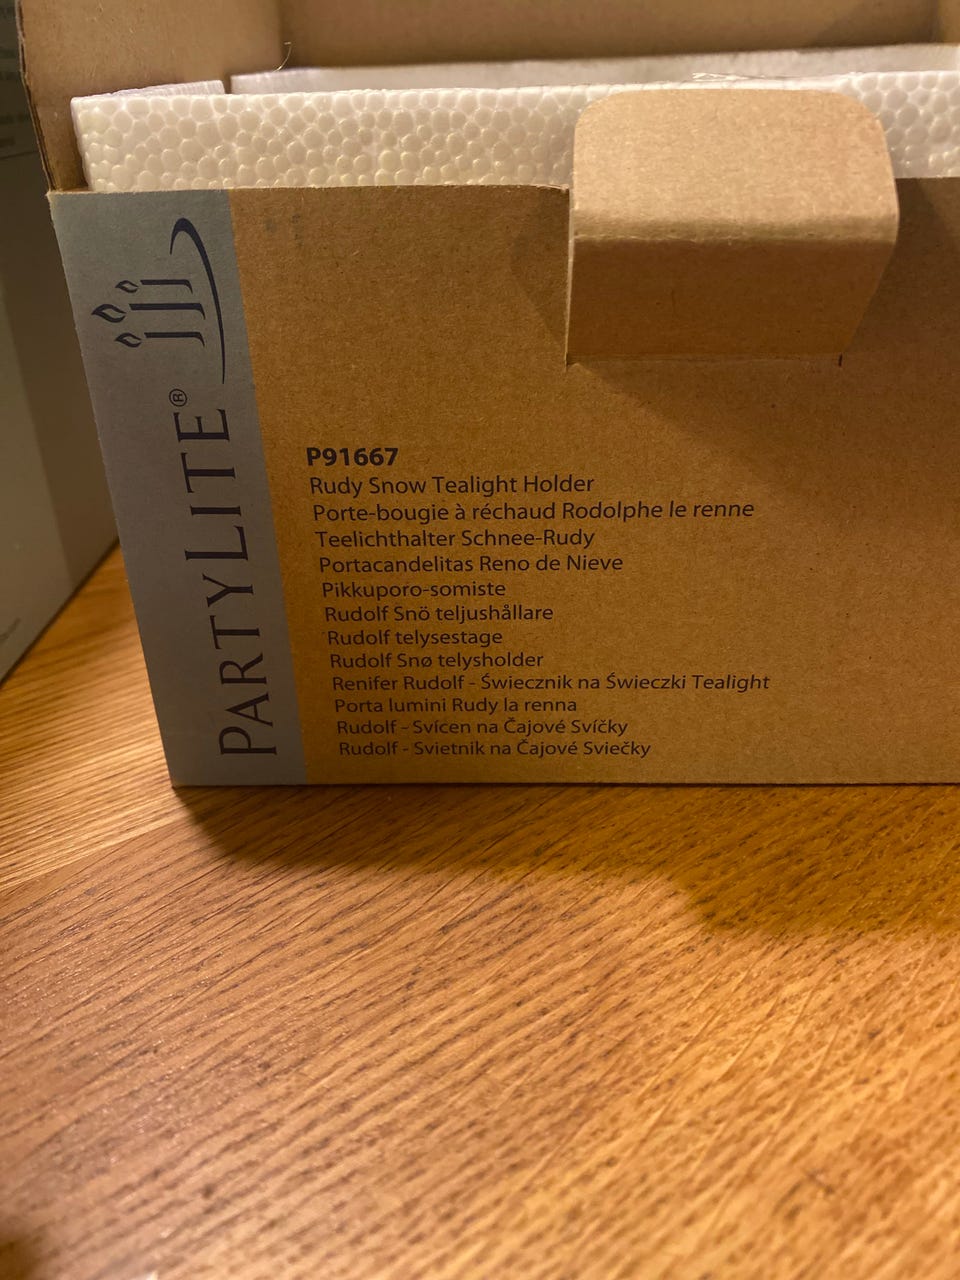 PARTYLITE®
P91667
Rudy Snow Tealight Holder
Porte-bougie à réchaud Rodolphe le renne
Teelichthalter Schnee-Rudy
Portacandelitas Reno de Nieve
Pikkuporo-somiste
Rudolf Snö teljushållare
Rudolf telysestage
Rudolf Snø telysholder
Renifer Rudolf - Świecznik na Świeczki Tealight
Porta lumini Rudy la renna
Rudolf - Svícen na Čajové Svíčky
Rudolf - Svietnik na Čajové Sviečky